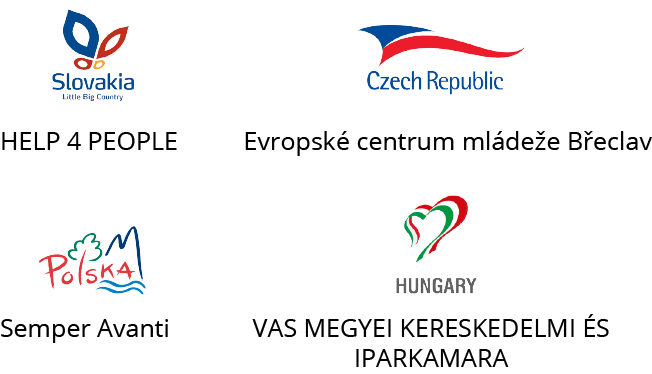 Slovakia
Little Big Country
Czech Republic
HELP 4 PEOPLE
Evropské centrum mládeže Břeclav
POLSKA
HUNGARY
Semper Avanti
VAS MEGYEI KERESKEDELMI ÉS
IPARKAMARA